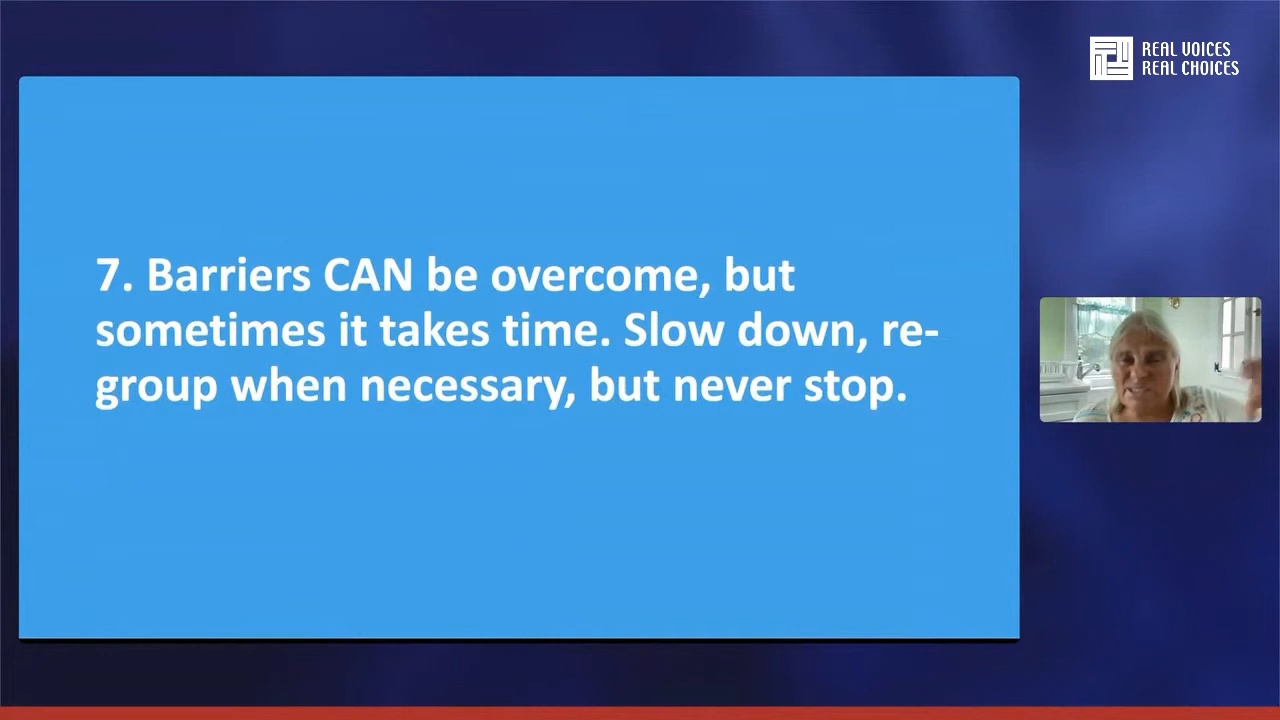 REAL VOICES
REAL CHOICES
7. Barriers CAN be overcome, but
sometimes it takes time. Slow down, re-
group when necessary, but never stop.